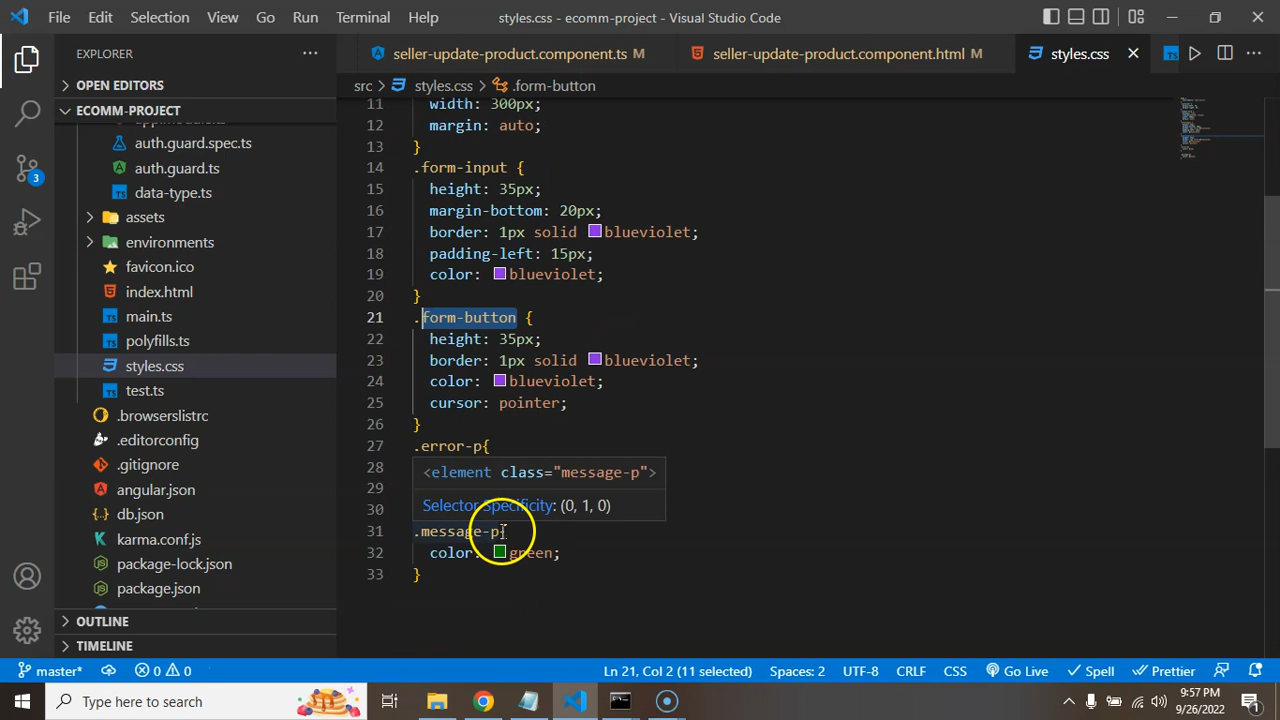 File Edit Selection View Go Run Terminal Help styles.css - ecomm-project - Visual Studio Code
EXPLORER
seller-update-product.component.ts M
seller-update-product.component.html M
styles.css
TS
OPEN EDITORS
src > styles.css > .form-button
ECOMM-PROJECT
auth.guard.spec.ts
auth.guard.ts
TS data-type.ts
assets
environments
favicon.ico
index.html
TS main.ts
TS polyfills.ts
styles.css
TS test.ts
.browserslistrc
.editorconfig
.gitignore
angular.json
db.json
karma.conf.js
package-lock.json
package.json
OUTLINE
TIMELINE
3
11 width: 300px;
12 margin: auto;
13 }
14 .form-input {
15 height: 35px;
16 margin-bottom: 20px;
17 border: 1px solid blueviolet;
18 padding-left: 15px;
19 color: blueviolet;
20 }
21 .form-button {
22 height: 35px;
23 border: 1px solid blueviolet;
24 color: blueviolet;
25 cursor: pointer;
26 }
27 .error-p{
28 <element class="message-p">
29
Selector Specificity: (0, 1, 0)
30
31 .message-p{
32 color: green;
33 }
master* 0 0 Ln 21, Col 2 (11 selected) Spaces: 2 UTF-8 CRLF CSS Go Live Spell Prettier
Type here to search
9:57 PM
9/26/2022
1